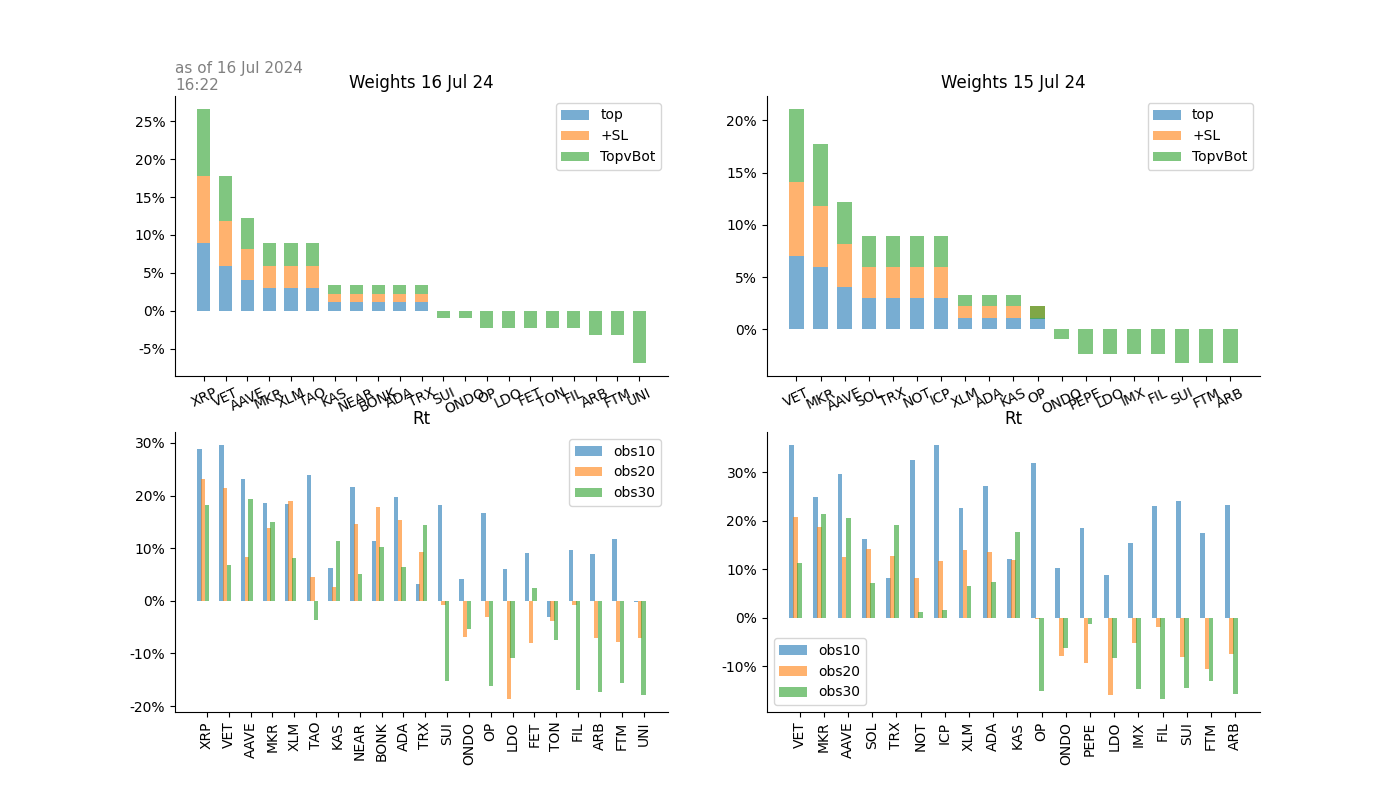 as of 16 Jul 2024
16:22
Weights 16 Jul 24
25%
20%
15%
10%
5%
0%
-5%
top
+SL
TopvBot
XRP VET AAVE MKR XLM TAO KAS NEAR BONK ADA TRX SUI ONDO OP LDO FET TON FIL ARB FTM UNI
Weights 15 Jul 24
20%
15%
10%
5%
0%
top
+SL
TopvBot
VET MKR AAVE SOL TRX NOT ICP XLM ADA KAS OP ONDO PEPE LDO IMX FIL SUI FTM ARB
Rt
30%
20%
10%
0%
-10%
-20%
obs10
obs20
obs30
XRP VET AAVE MKR XLM TAO KAS NEAR BONK ADA TRX SUI ONDO OP LDO FET TON FIL ARB FTM UNI
Rt
30%
20%
10%
0%
-10%
obs10
obs20
obs30
VET MKR AAVE SOL TRX NOT ICP XLM ADA KAS OP ONDO PEPE LDO IMX FIL SUI FTM ARB